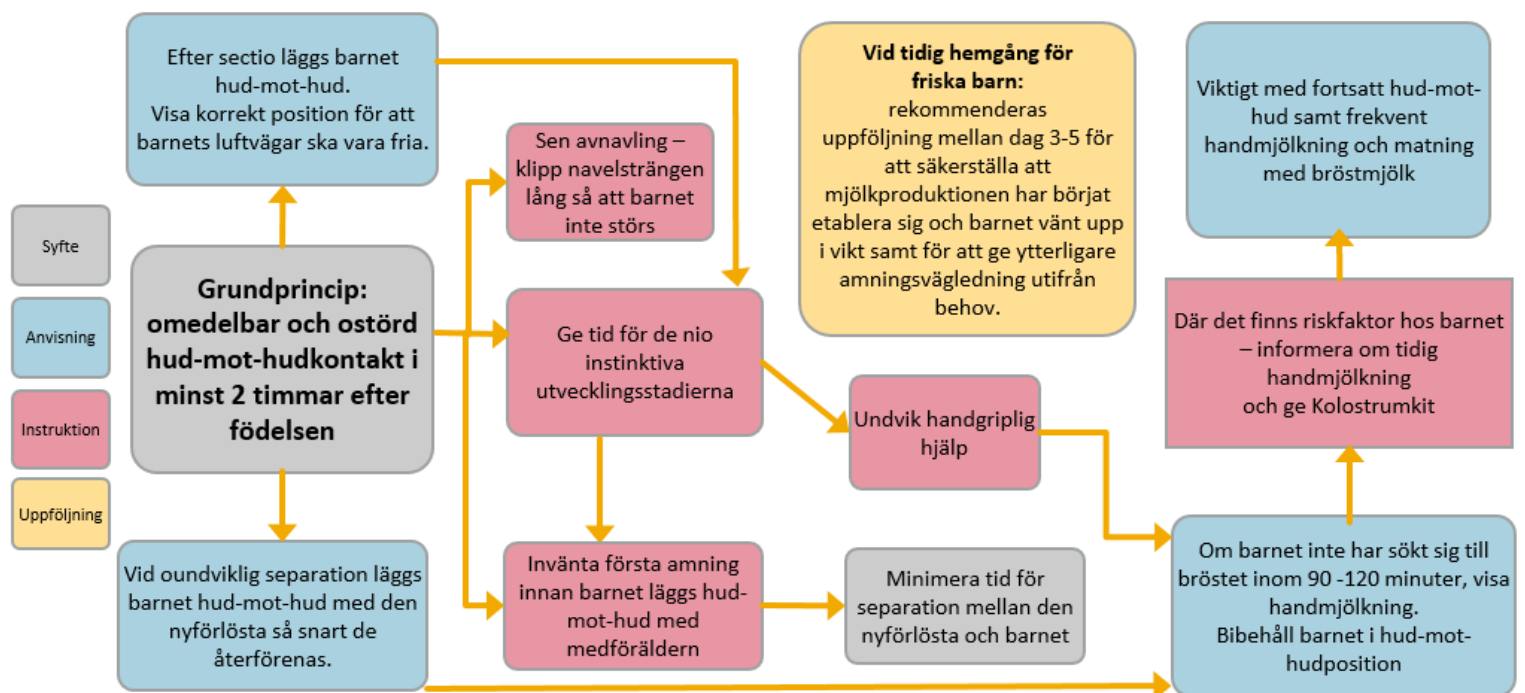 Efter sectio läggs barnet
hud-mot-hud.
Visa korrekt position för att
barnets luftvägar ska vara fria.
Sen avnavling –
klipp navelsträngen
lång så att barnet
inte störs
Vid tidig hemgång för
friska barn:
rekommenderas
uppföljning mellan dag 3-5 för
att säkerställa att
mjölkproduktionen har börjat
etablera sig och barnet vänt upp
i vikt samt för att ge ytterligare
amningsvägledning utifrån
behov.
Viktigt med fortsatt hud-mot-
hud samt frekvent
handmjölkning och matning
med bröstmjölk
Syfte
Anvisning
Instruktion
Uppföljning
Grundprincip:
omedelbar och ostörd
hud-mot-hudkontakt i
minst 2 timmar efter
födelsen
Ge tid för de nio
instinktiva
utvecklingsstadierna
Undvik handgriplig
hjälp
Där det finns riskfaktor hos barnet
– informera om tidig
handmjölkning
och ge Kolostrumkit
Vid oundviklig separation läggs
barnet hud-mot-hud med den
nyförlösta så snart de
återförenas.
Invänta första amning
innan barnet läggs hud-
mot-hud med
medföräldern
Minimera tid för
separation mellan den
nyförlösta och barnet
Om barnet inte har sökt sig till
bröstet inom 90 -120 minuter, visa
handmjölkning.
Bibehåll barnet i hud-mot-
hudposition